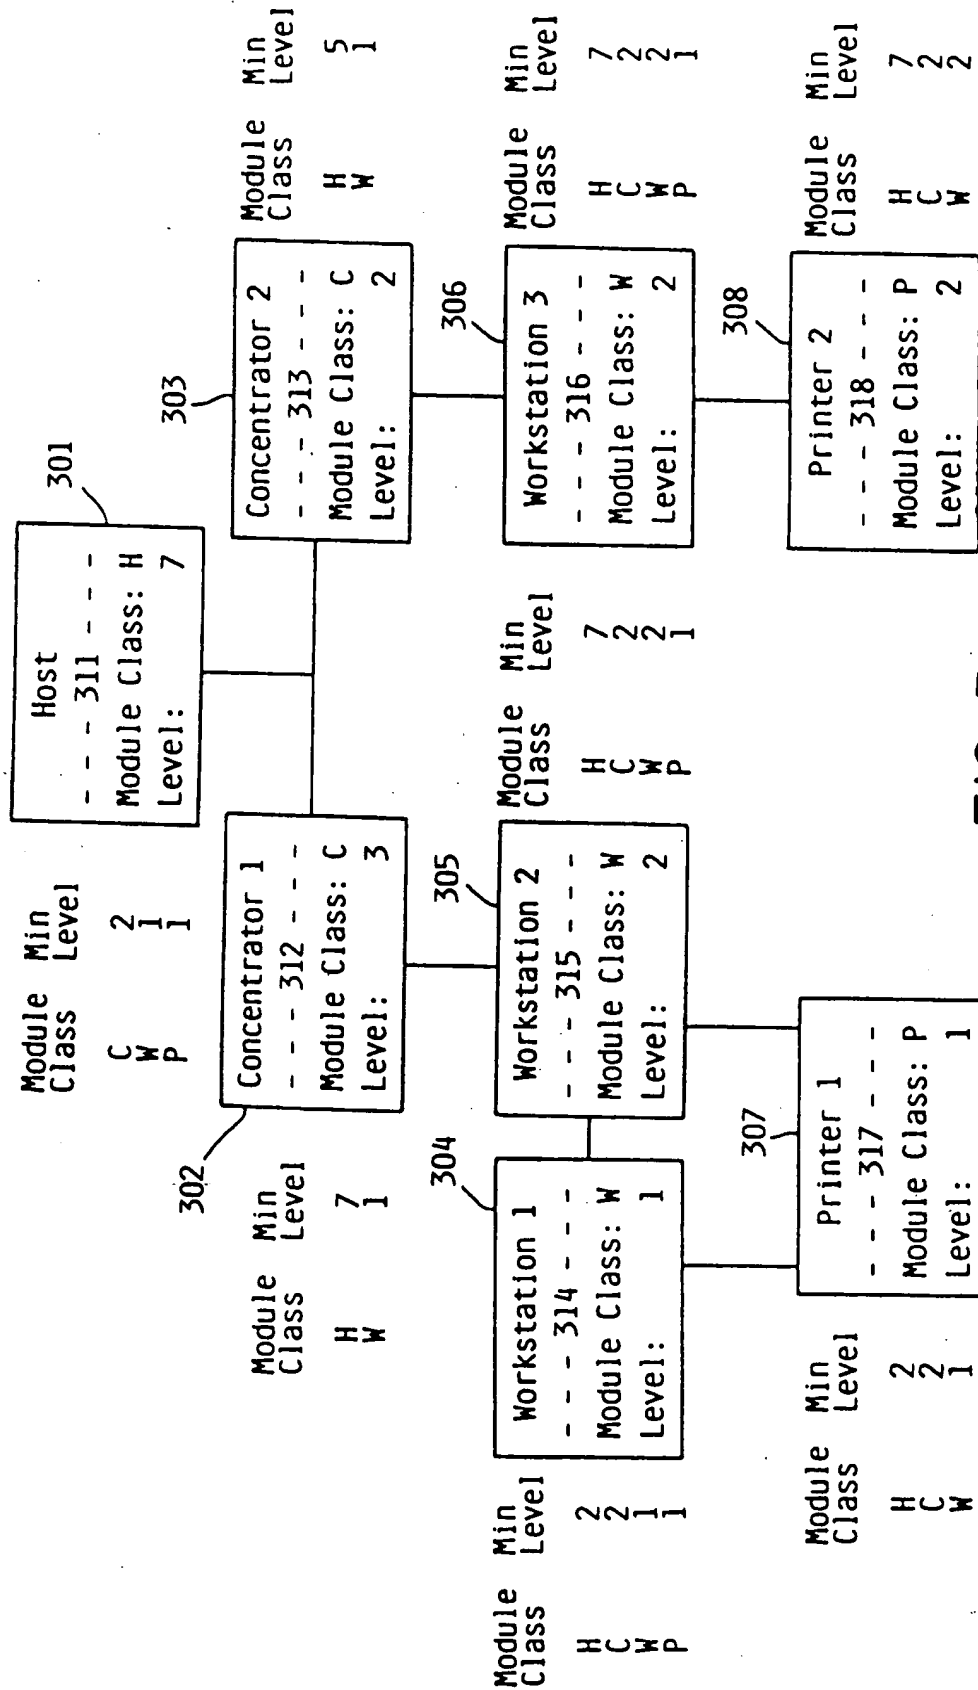 Module Min
Class Level
C 2
W 1
P 1
Host
- - - 311 - - -
Module Class: H
Level: 7
301
302
Concentrator 1
- - - 312 - - - -
Module Class: C
Level: 3
Module Min
Class Level
H 7
W 1
303
Concentrator 2
- - - 313 - - - -
Module Class: C
Level: 2
Module Min
Class Level
H 5
W 1
Module Min
Class Level
H 2
C 2
W 1
P 1
304
Workstation 1
- - - 314 - - -
Module Class: W
Level: 1
305
Workstation 2
- - - 315 - - - -
Module Class: W
Level: 2
Module Min
Class Level
H 7
C 2
W 2
P 1
306
Workstation 3
- - - 316 - - - -
Module Class: W
Level: 2
Module Min
Class Level
H 7
C 2
W 2
P 1
Module Min
Class Level
H 2
C 2
W 1
307
Printer 1
- - - 317 - - - -
Module Class: P
Level: 1
308
Printer 2
- - - - 318 - - - -
Module Class: P
Level: 2
Module Min
Class Level
H 7
C 2
W 2